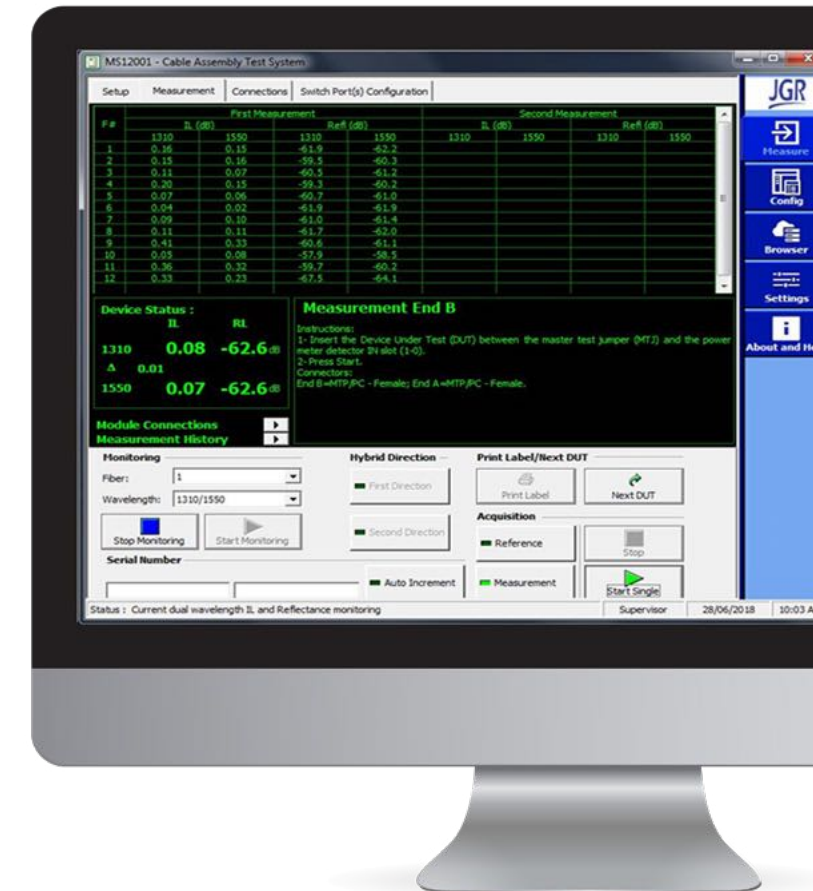 MS12001 - Cable Assembly Test System
Setup Measurement Connections Switch Port(s) Configuration
JGR
First Measurement Second Measurement
F# IL (dB) Refl (dB) IL (dB) Refl (dB)
1310 1550 1310 1550 1310 1550 1310 1550
1 0.16 0.15 -61.9 -62.2
2 0.15 0.16 -59.5 -60.3
3 0.11 0.07 -60.5 -61.2
4 0.20 0.15 -59.3 -60.2
5 0.07 0.06 -60.7 -61.0
6 0.04 0.02 -61.9 -61.9
7 0.09 0.10 -61.0 -61.4
8 0.11 0.11 -61.7 -62.0
9 0.41 0.33 -60.6 -61.1
10 0.05 0.08 -57.9 -58.5
11 0.36 0.32 -59.7 -60.2
12 0.33 0.23 -67.5 -64.1
Measure
Config
Browser
Settings
About and He
Device Status :
IL RL
1310 0.08 -62.6 dB
Δ 0.01
1550 0.07 -62.6 dB
Module Connections
Measurement History
Measurement End B
Instructions:
1- Insert the Device Under Test (DUT) between the master test jumper (MTJ) and the power
meter detector IN slot (1-0).
2- Press Start.
Connectors:
End B=MTP/PC - Female; End A=MTP/PC - Female.
Monitoring Hybrid Direction Print Label/Next DUT
Fiber: 1
Wavelength: 1310/1550
First Direction
Print Label Next DUT
Stop Monitoring Start Monitoring
Second Direction
Acquisition
Reference Stop
Serial Number
Auto Increment Measurement Start Single
Status : Current dual wavelength IL and Reflectance monitoring Supervisor 28/06/2018 10:03 A